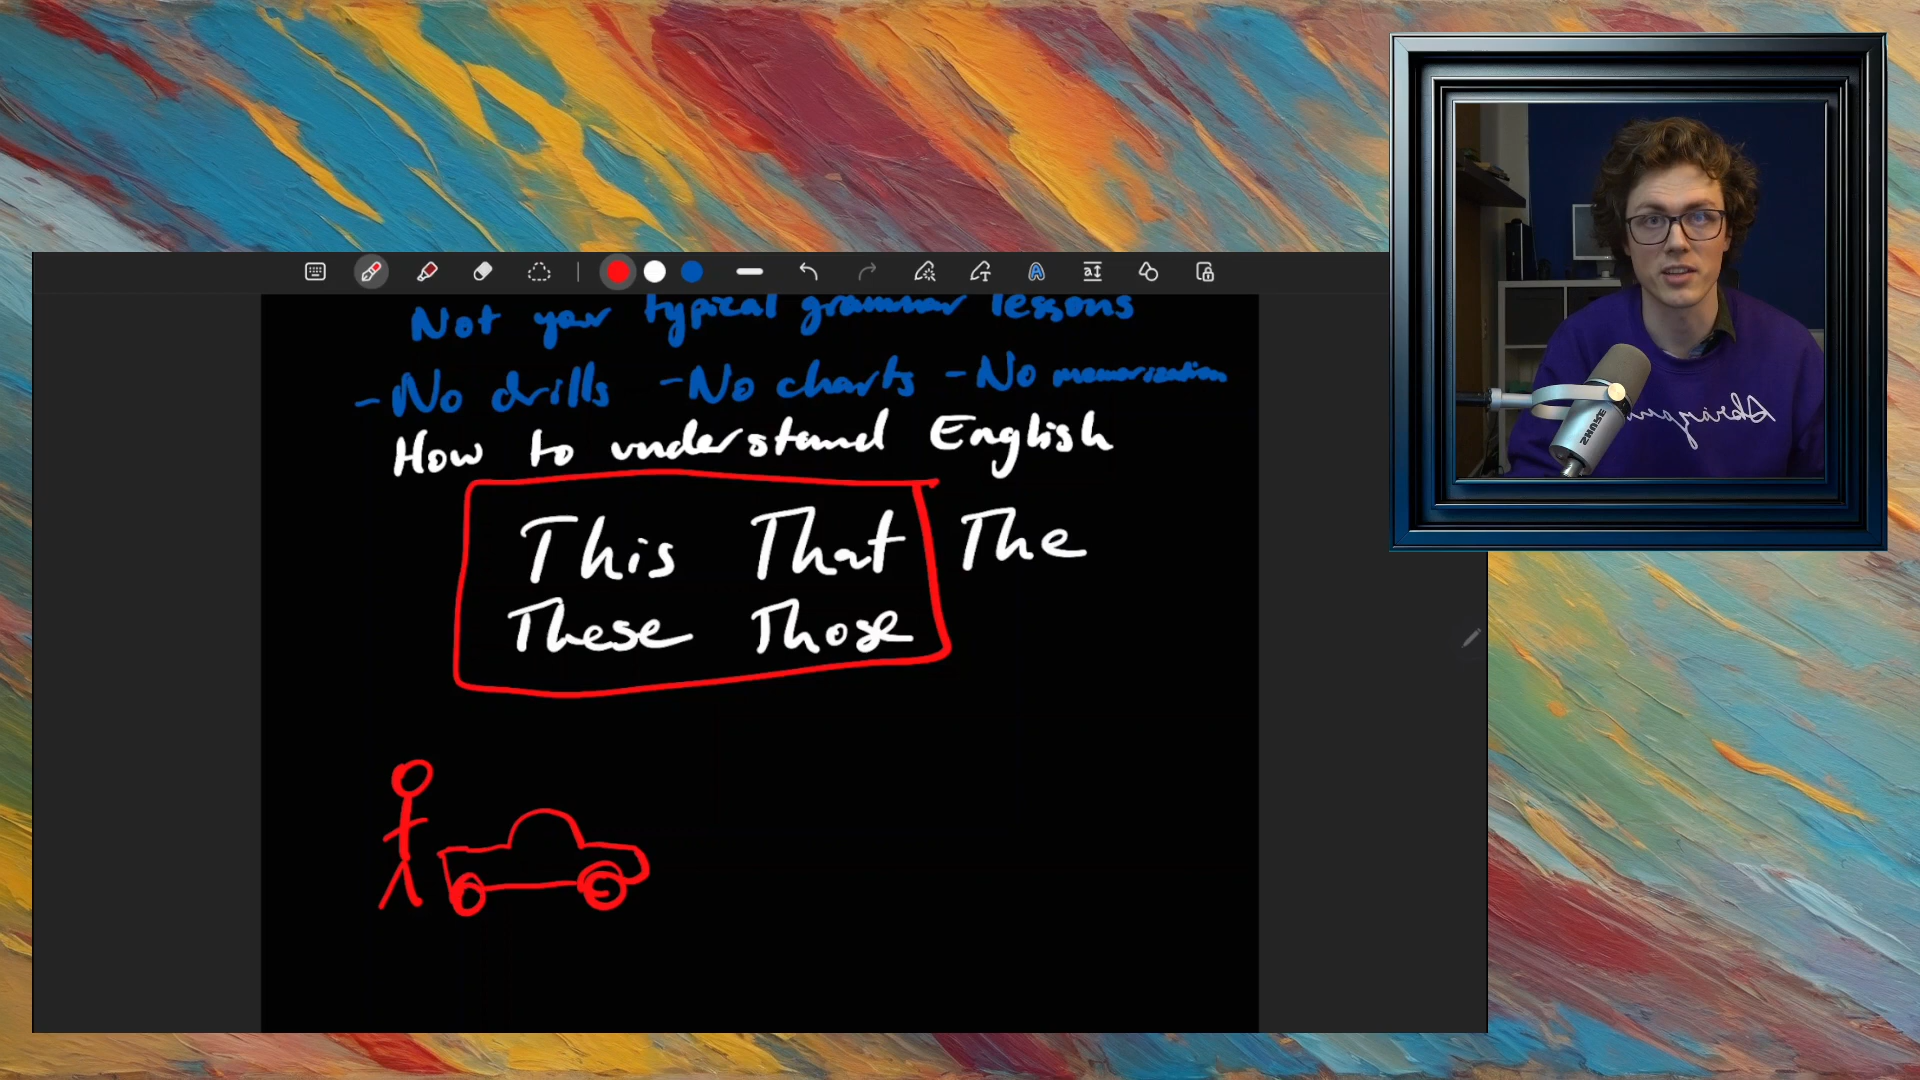 Not your typical grammar lessons
- No drills - No charts - No memorization
How to understand English
This That The
These Those
SHURE